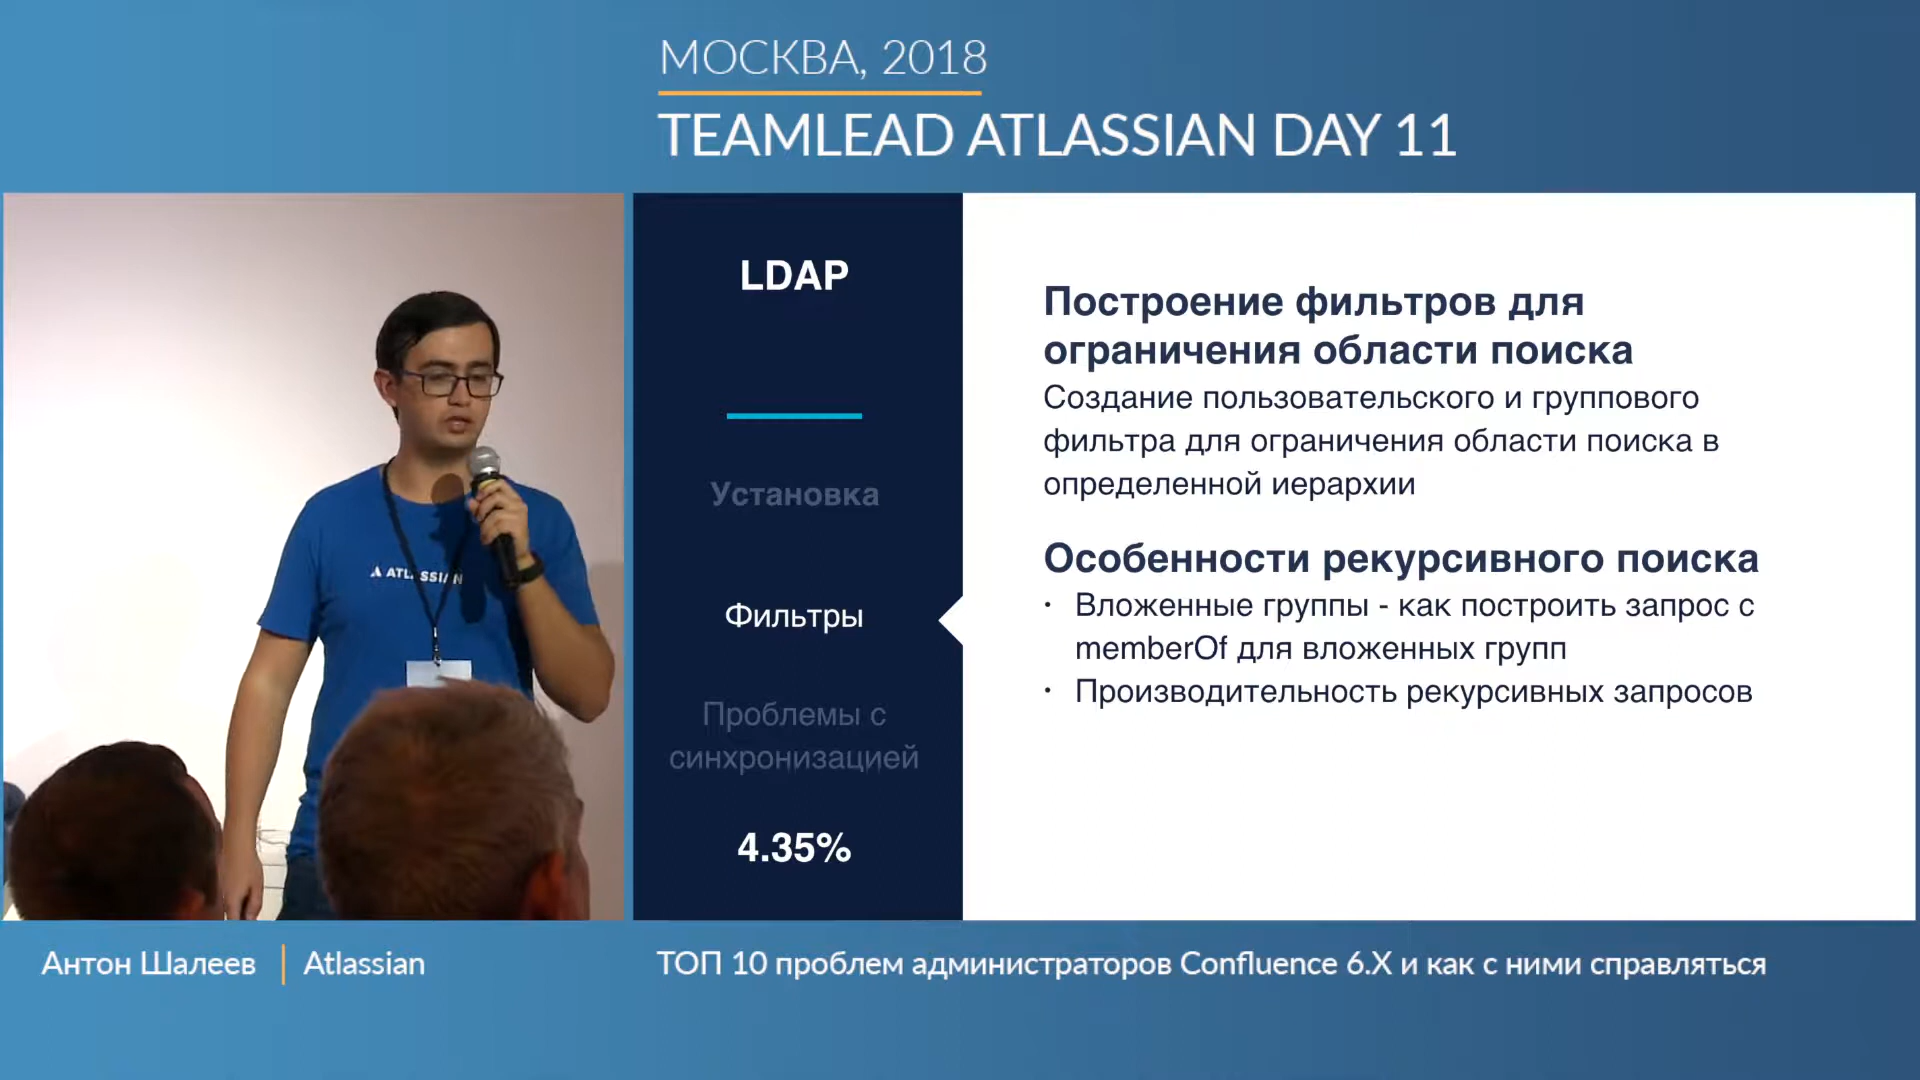 МОСКВА, 2018
TEAMLEAD ATLASSIAN DAY 11
ATLASSIAN
LDAP
Установка
Фильтры
Проблемы с
синхронизацией
4.35%
Построение фильтров для
ограничения области поиска
Создание пользовательского и группового
фильтра для ограничения области поиска в
определенной иерархии
Особенности рекурсивного поиска
· Вложенные группы - как построить запрос с
memberOf для вложенных групп
· Производительность рекурсивных запросов
Антон Шалеев | Atlassian
ТОП 10 проблем администраторов Confluence 6.X и как с ними справляться